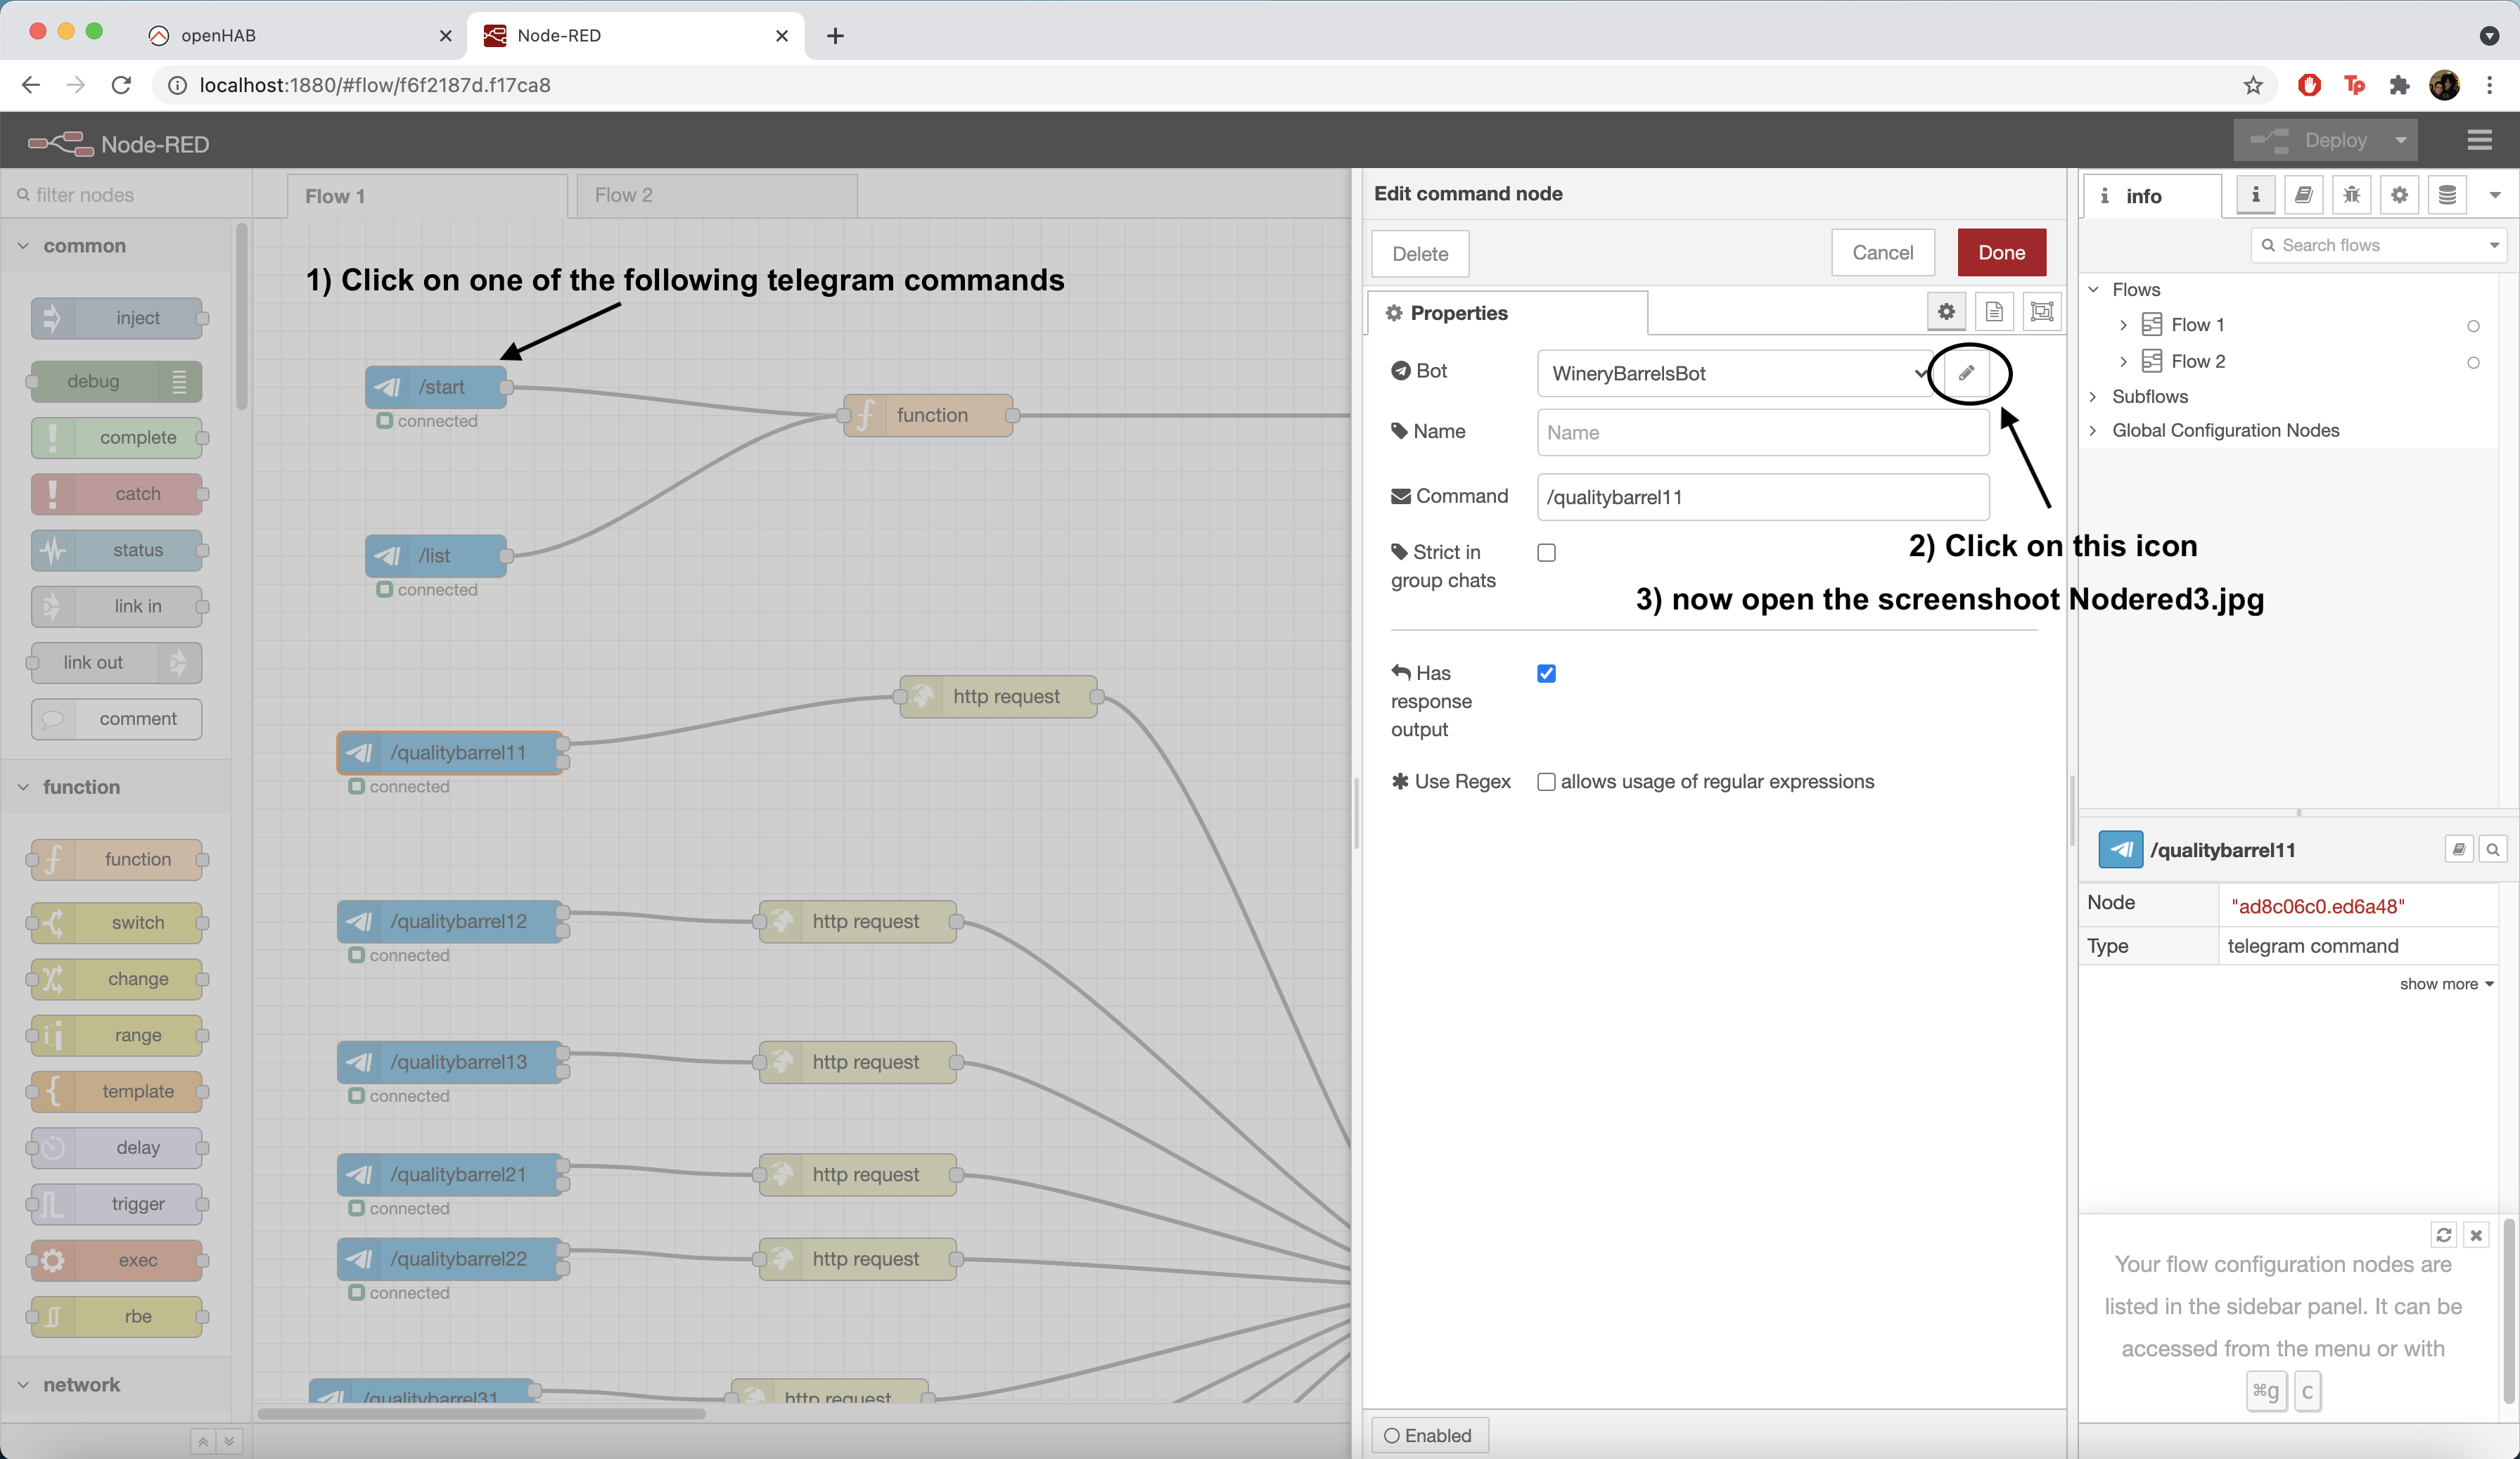 openHAB
Node-RED
localhost:1880/#flow/f6f2187d.f17ca8
Node-RED
Deploy
filter nodes
Flow 1
Flow 2
common
inject
debug
complete
catch
status
link in
link out
comment
function
function
switch
change
range
template
delay
trigger
exec
rbe
network
1) Click on one of the following telegram commands
/start
connected
function
/list
connected
http request
/qualitybarrel11
connected
/qualitybarrel12
connected
http request
/qualitybarrel13
connected
http request
/qualitybarrel21
connected
http request
/qualitybarrel22
connected
http request
/qualitybarrel31
http request
Edit command node
Delete
Cancel
Done
Properties
Bot
WineryBarrelsBot
Name
Name
Command
/qualitybarrel11
Strict in
group chats
2) Click on this icon
3) now open the screenshoot Nodered3.jpg
Has
response
output
Use Regex
allows usage of regular expressions
Enabled
info
Search flows
Flows
Flow 1
Flow 2
Subflows
Global Configuration Nodes
/qualitybarrel11
Node
"ad8c06c0.ed6a48"
Type
telegram command
show more
Your flow configuration nodes are
listed in the sidebar panel. It can be
accessed from the menu or with
⌘g c